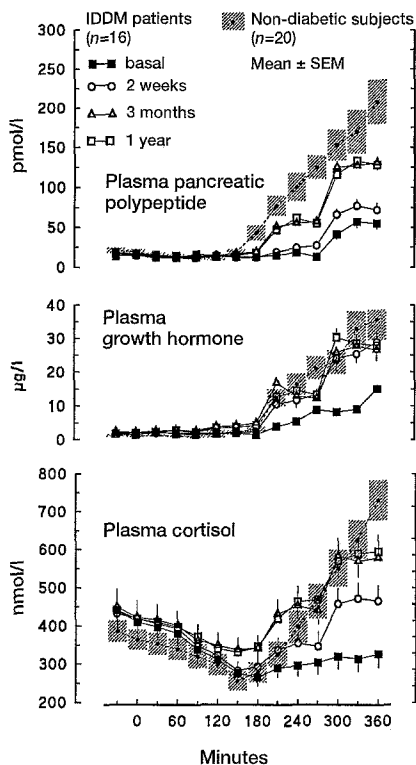 IDDM patients
(n=16)
basal
2 weeks
3 months
1 year
Non-diabetic subjects
(n=20)
Mean ± SEM
300
250
200
150
100
50
0
pmol/l
Plasma pancreatic
polypeptide
40
30
20
10
0
µg/l
Plasma
growth hormone
800
700
600
500
400
300
200
nmol/l
Plasma cortisol
0 60 120 180 240 300 360
Minutes